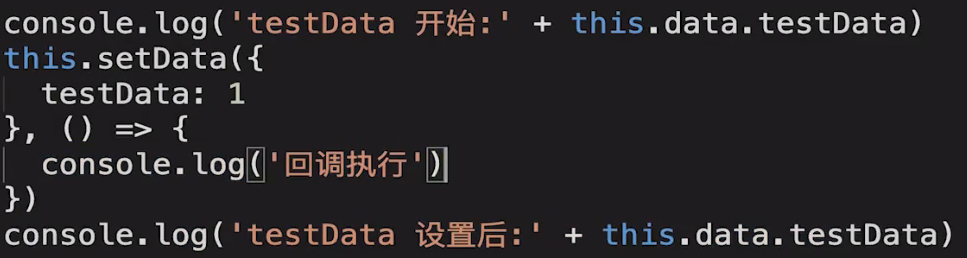 console.log('testData 开始:' + this.data.testData)
this.setData({
  testData: 1
}, () => {
  console.log('回调执行')
})
console.log('testData 设置后:' + this.data.testData)